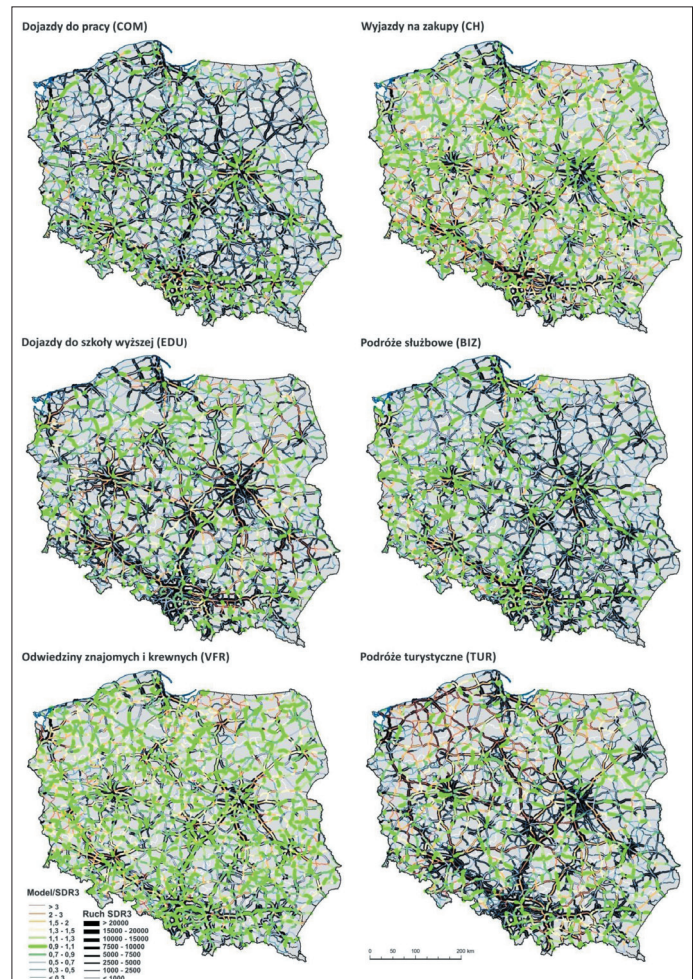 Dojazdy do pracy (COM)
Wyjazdy na zakupy (CH)
Dojazdy do szkoły wyższej (EDU)
Podróże służbowe (BIZ)
Odwiedziny znajomych i krewnych (VFR)
Podróże turystyczne (TUR)
Model/SDR3
> 3
2 - 3
1,5 - 2
1,3 - 1,5
1,1 - 1,3
0,9 - 1,1
0,7 - 0,9
0,5 - 0,7
0,3 - 0,5
< 0,3
Ruch SDR3
> 20000
15000 - 20000
10000 - 15000
7500 - 10000
5000 - 7500
2500 - 5000
1000 - 2500
< 1000
0 50 100 200 km